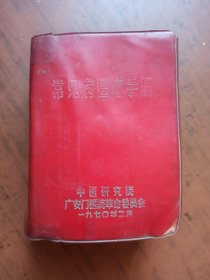 常见病医疗手册
中医研究院
广安门医院革命委员会
一九七〇年二月